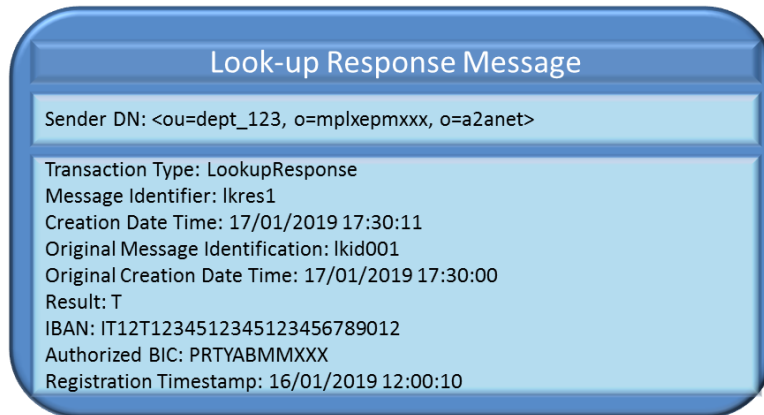 Look-up Response Message
Sender DN: <ou=dept_123, o=mplxepmxxx, o=a2anet>
Transaction Type: LookupResponse
Message Identifier: lkres1
Creation Date Time: 17/01/2019 17:30:11
Original Message Identification: lkid001
Original Creation Date Time: 17/01/2019 17:30:00
Result: T
IBAN: IT12T1234512345123456789012
Authorized BIC: PRTYABMMXXX
Registration Timestamp: 16/01/2019 12:00:10